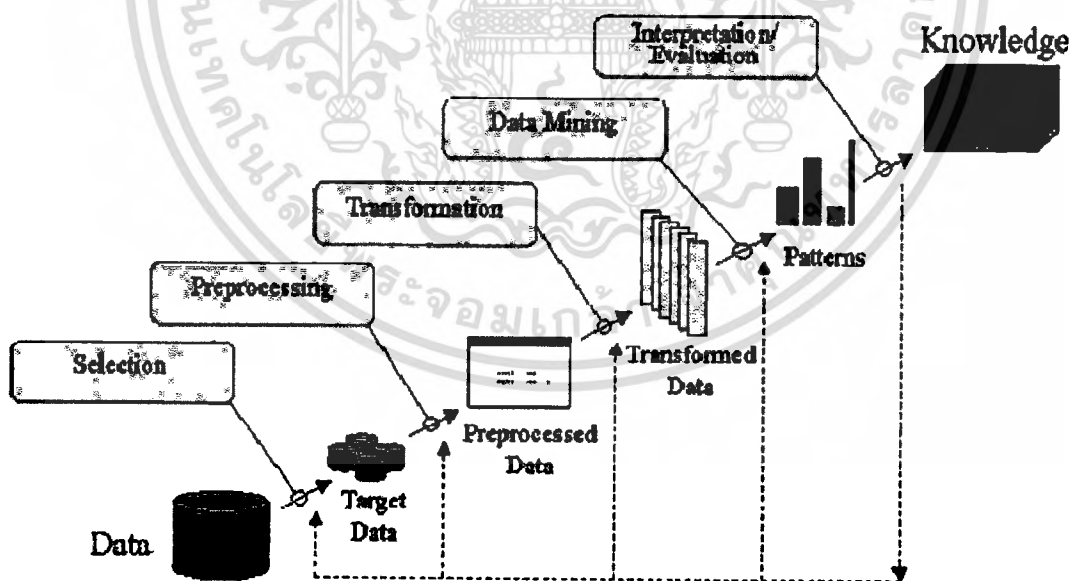 Interpretation/
Evaluation
Knowledge
Data Mining
Transformation
Patterns
Preprocessing
Transformed
Data
Selection
Preprocessed
Data
Target
Data
Data